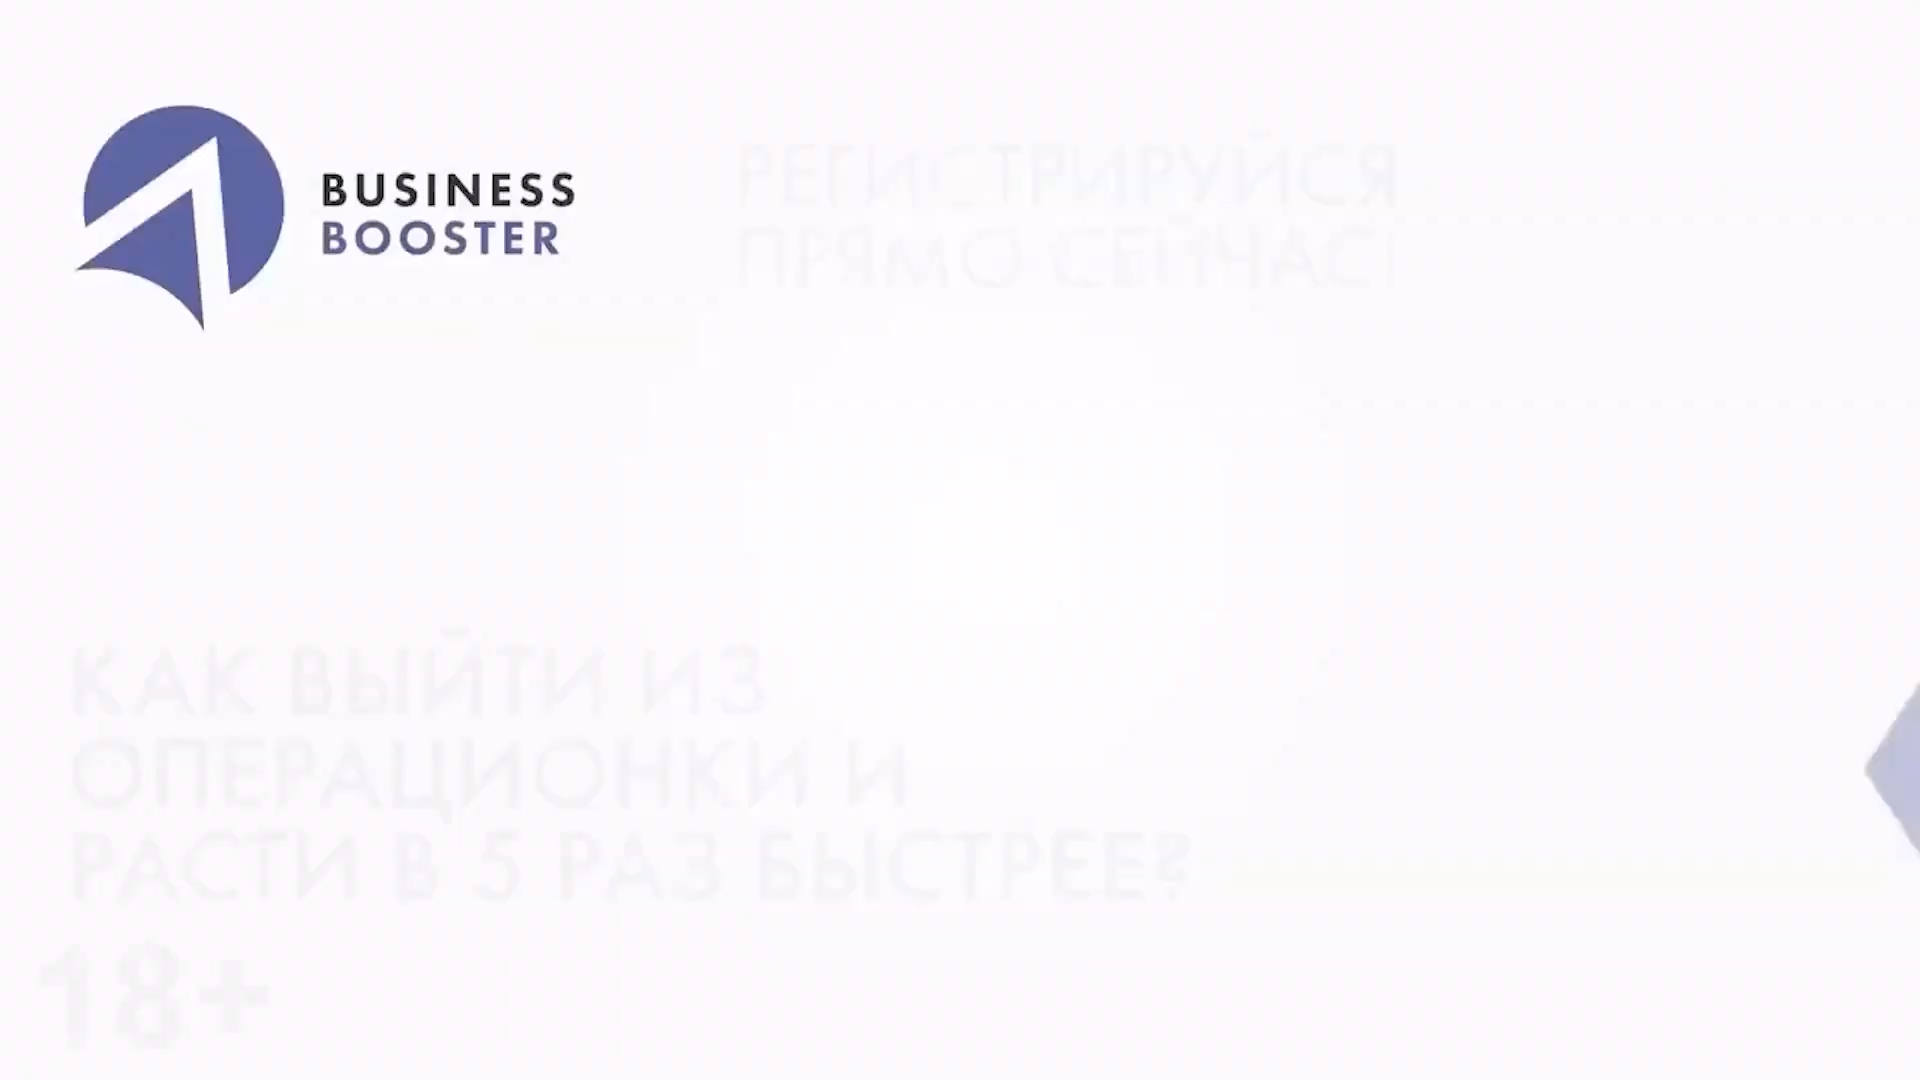 BUSINESS
BOOSTER
РЕГИСТРИРУЙСЯ
ПРЯМО СЕЙЧАС!
КАК ВЫЙТИ ИЗ
ОПЕРАЦИОНКИ И
РАСТИ В 5 РАЗ БЫСТРЕЕ?
18+